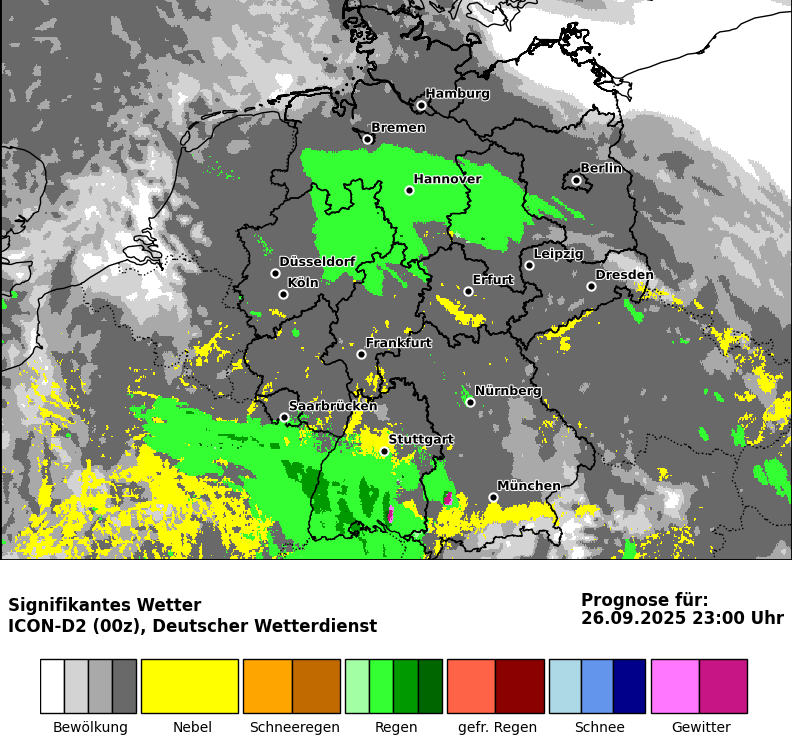 Hamburg
Bremen
Berlin
Hannover
Leipzig
Düsseldorf
Dresden
Köln
Erfurt
Frankfurt
Nürnberg
Saarbrücken
Stuttgart
München
Signifikantes Wetter
ICON-D2 (00z), Deutscher Wetterdienst
Prognose für:
26.09.2025 23:00 Uhr
Bewölkung
Nebel
Schneeregen
Regen
gefr. Regen
Schnee
Gewitter